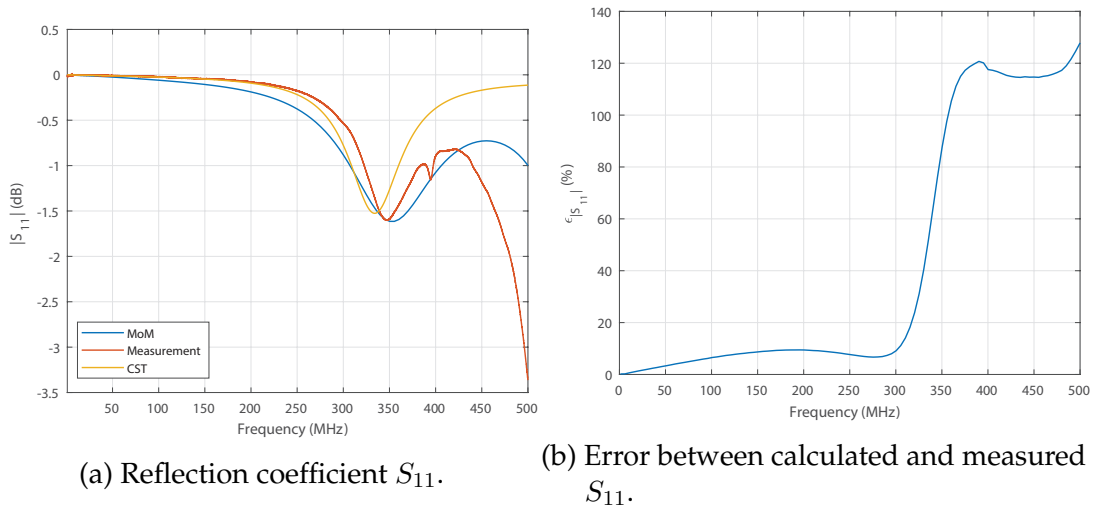 0.5
0
-0.5
-1
-1.5
-2
-2.5
-3
-3.5
|S 11| (dB)
MoM
Measurement
CST
50 100 150 200 250 300 350 400 450 500
Frequency (MHz)
(a) Reflection coefficient S11.
140
120
100
80
60
40
20
0
ϵ|S 11| (%)
0 50 100 150 200 250 300 350 400 450 500
Frequency (MHz)
(b) Error between calculated and measured
S11.